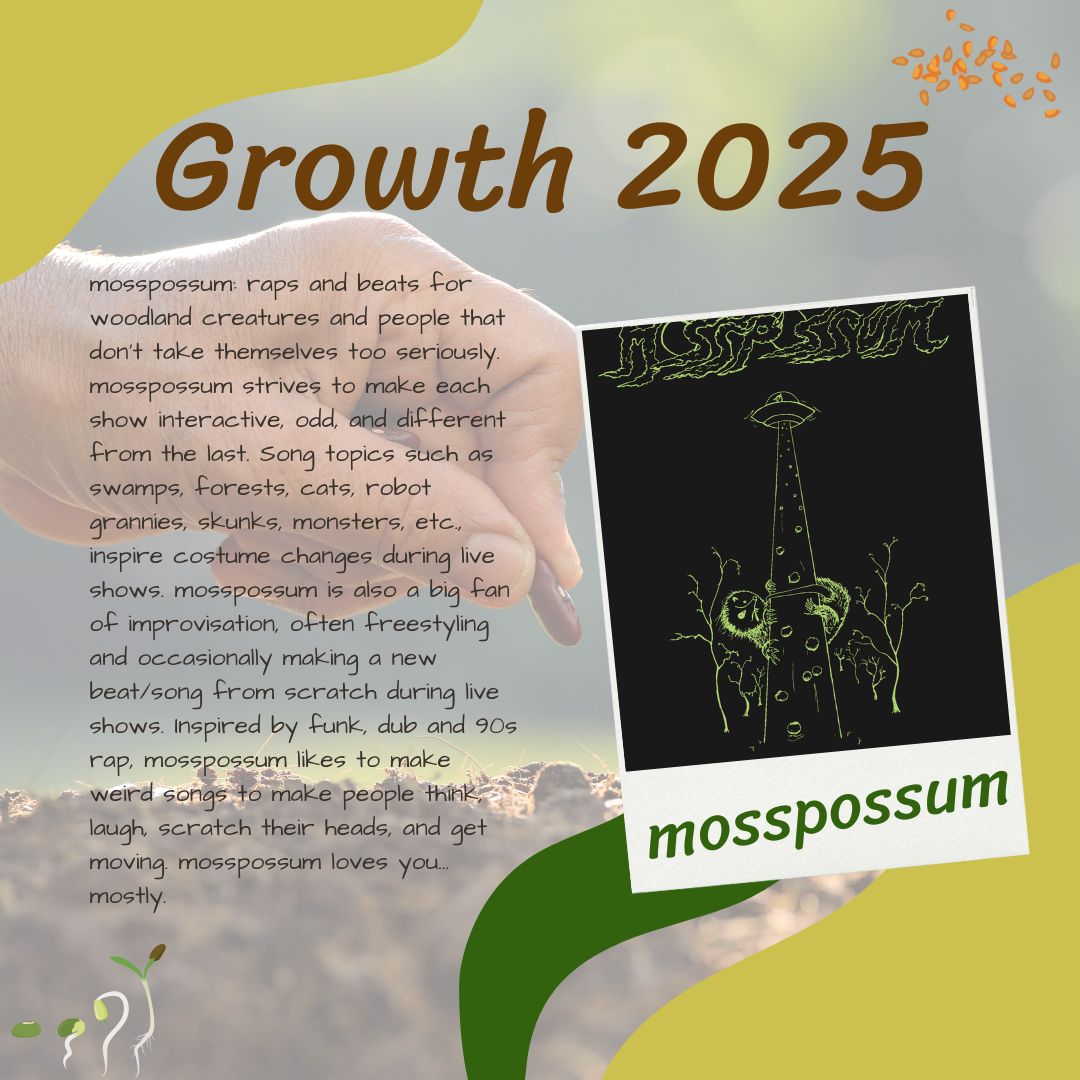 Growth 2025
mosspossum: raps and beats for
woodland creatures and people that
don't take themselves too seriously.
mosspossum strives to make each
show interactive, odd, and different
from the last. Song topics such as
swamps, forests, cats, robot
grannies, skunks, monsters, etc.,
inspire costume changes during live
shows. mosspossum is also a big fan
of improvisation, often freestyling
and occasionally making a new
beat/song from scratch during live
shows. Inspired by funk, dub and 90s
rap, mosspossum likes to make
weird songs to make people think,
laugh, scratch their heads, and get
moving. mosspossum loves you...
mostly.
MOSSPOSSUM
mosspossum